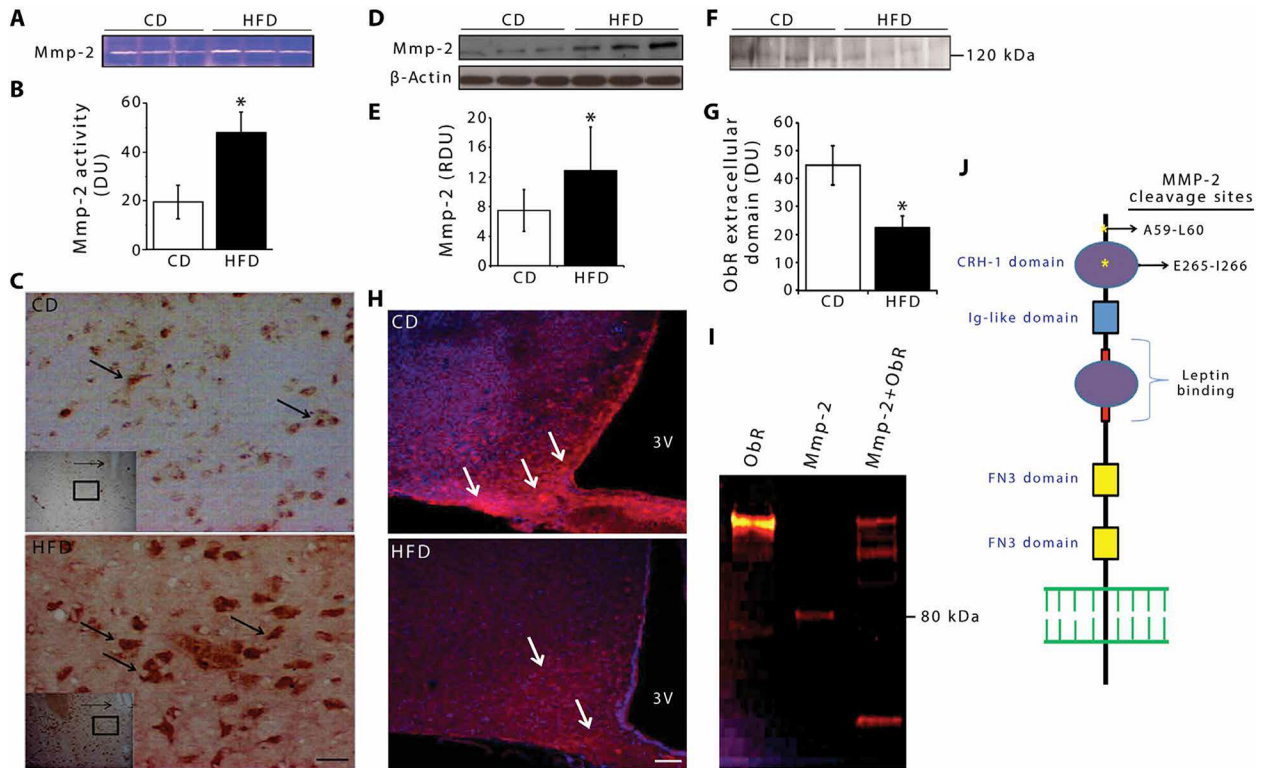 A
CD
HFD
Mmp-2
B
Mmp-2 activity
(DU)
60
40
20
0
*
CD
HFD
C
CD
HFD
D
CD
HFD
Mmp-2
β-Actin
E
Mmp-2 (RDU)
20
16
12
8
4
0
*
CD
HFD
F
CD
HFD
120 kDa
G
ObR extracellular
domain (DU)
60
50
40
30
20
10
0
*
CD
HFD
H
CD
3V
HFD
3V
I
ObR
Mmp-2
Mmp-2+ObR
80 kDa
J
MMP-2
cleavage sites
*
A59-L60
CRH-1 domain
*
E265-I266
Ig-like domain
Leptin
binding
FN3 domain
FN3 domain